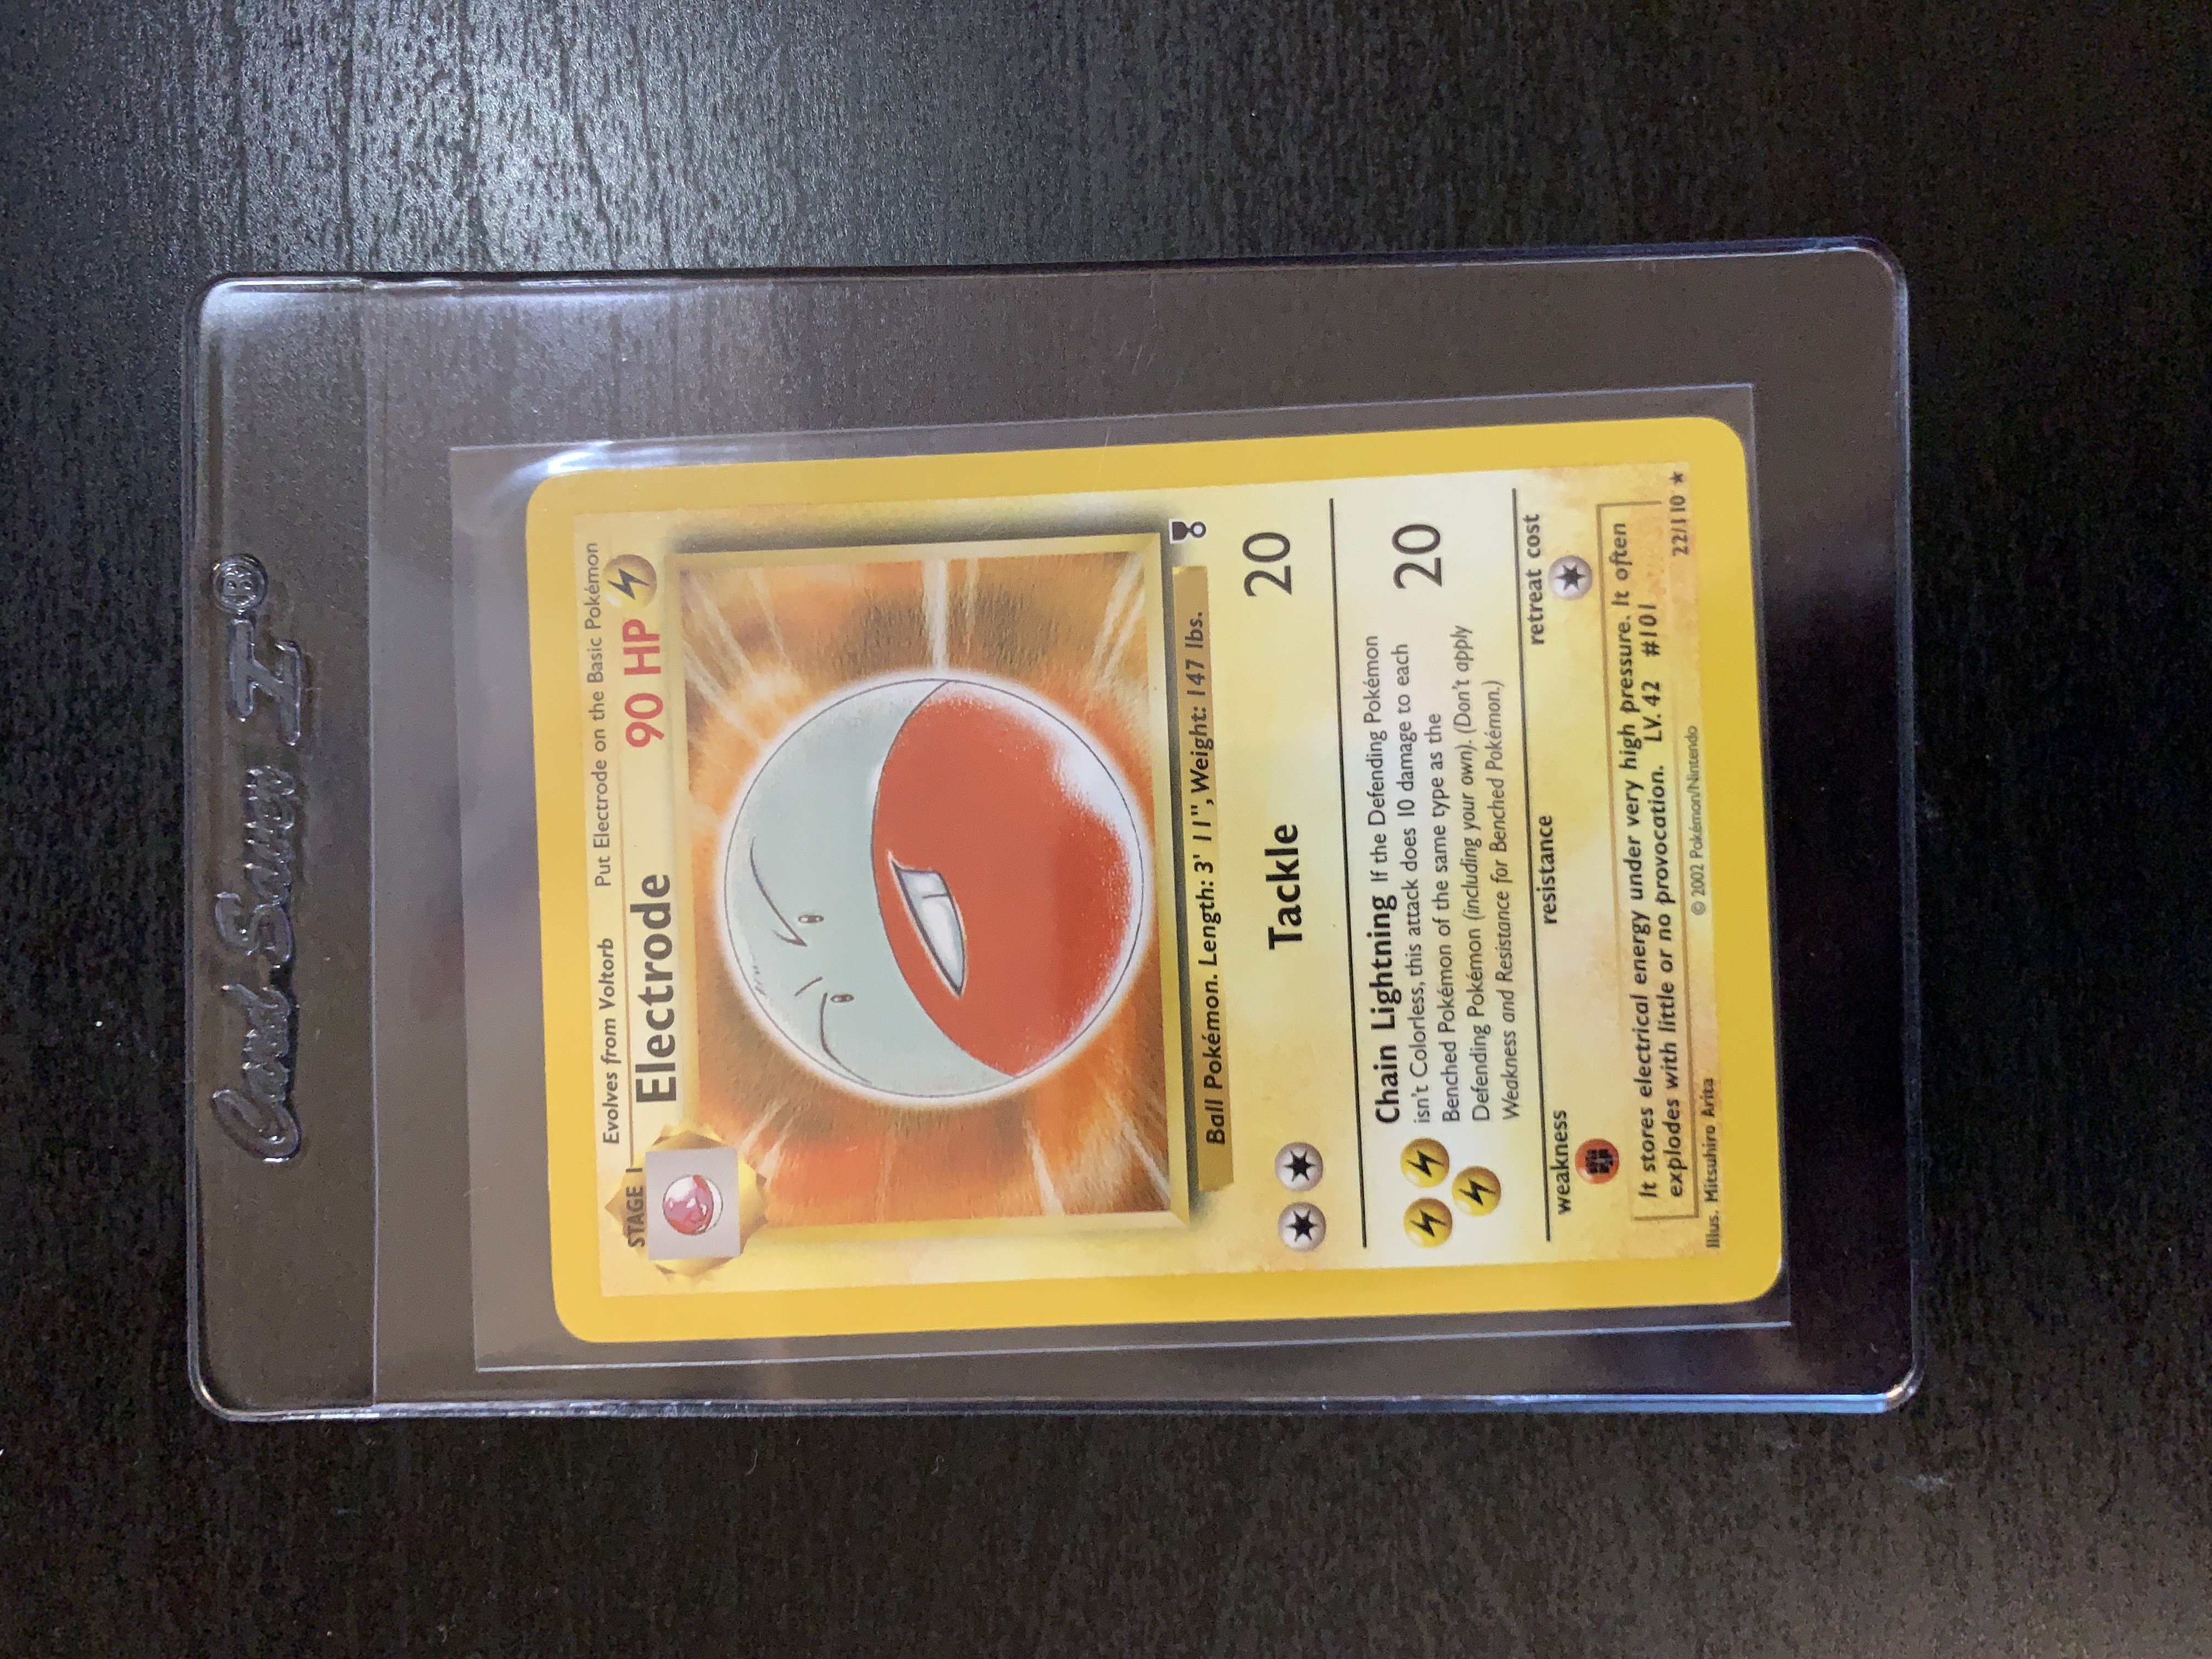 Card Saver I®
Evolves from Voltorb Put Electrode on the Basic Pokémon
STAGE 1
Electrode 90 HP
Ball Pokémon. Length: 3' 11", Weight: 147 lbs.
Tackle 20
Chain Lightning If the Defending Pokémon
isn't Colorless, this attack does 10 damage to each
Benched Pokémon of the same type as the
Defending Pokémon (including your own). (Don't apply
Weakness and Resistance for Benched Pokémon.)
20
weakness resistance retreat cost
It stores electrical energy under very high pressure. It often
explodes with little or no provocation. LV. 42 #101
Illus. Mitsuhiro Arita © 2002 Pokémon/Nintendo 22/110 ★